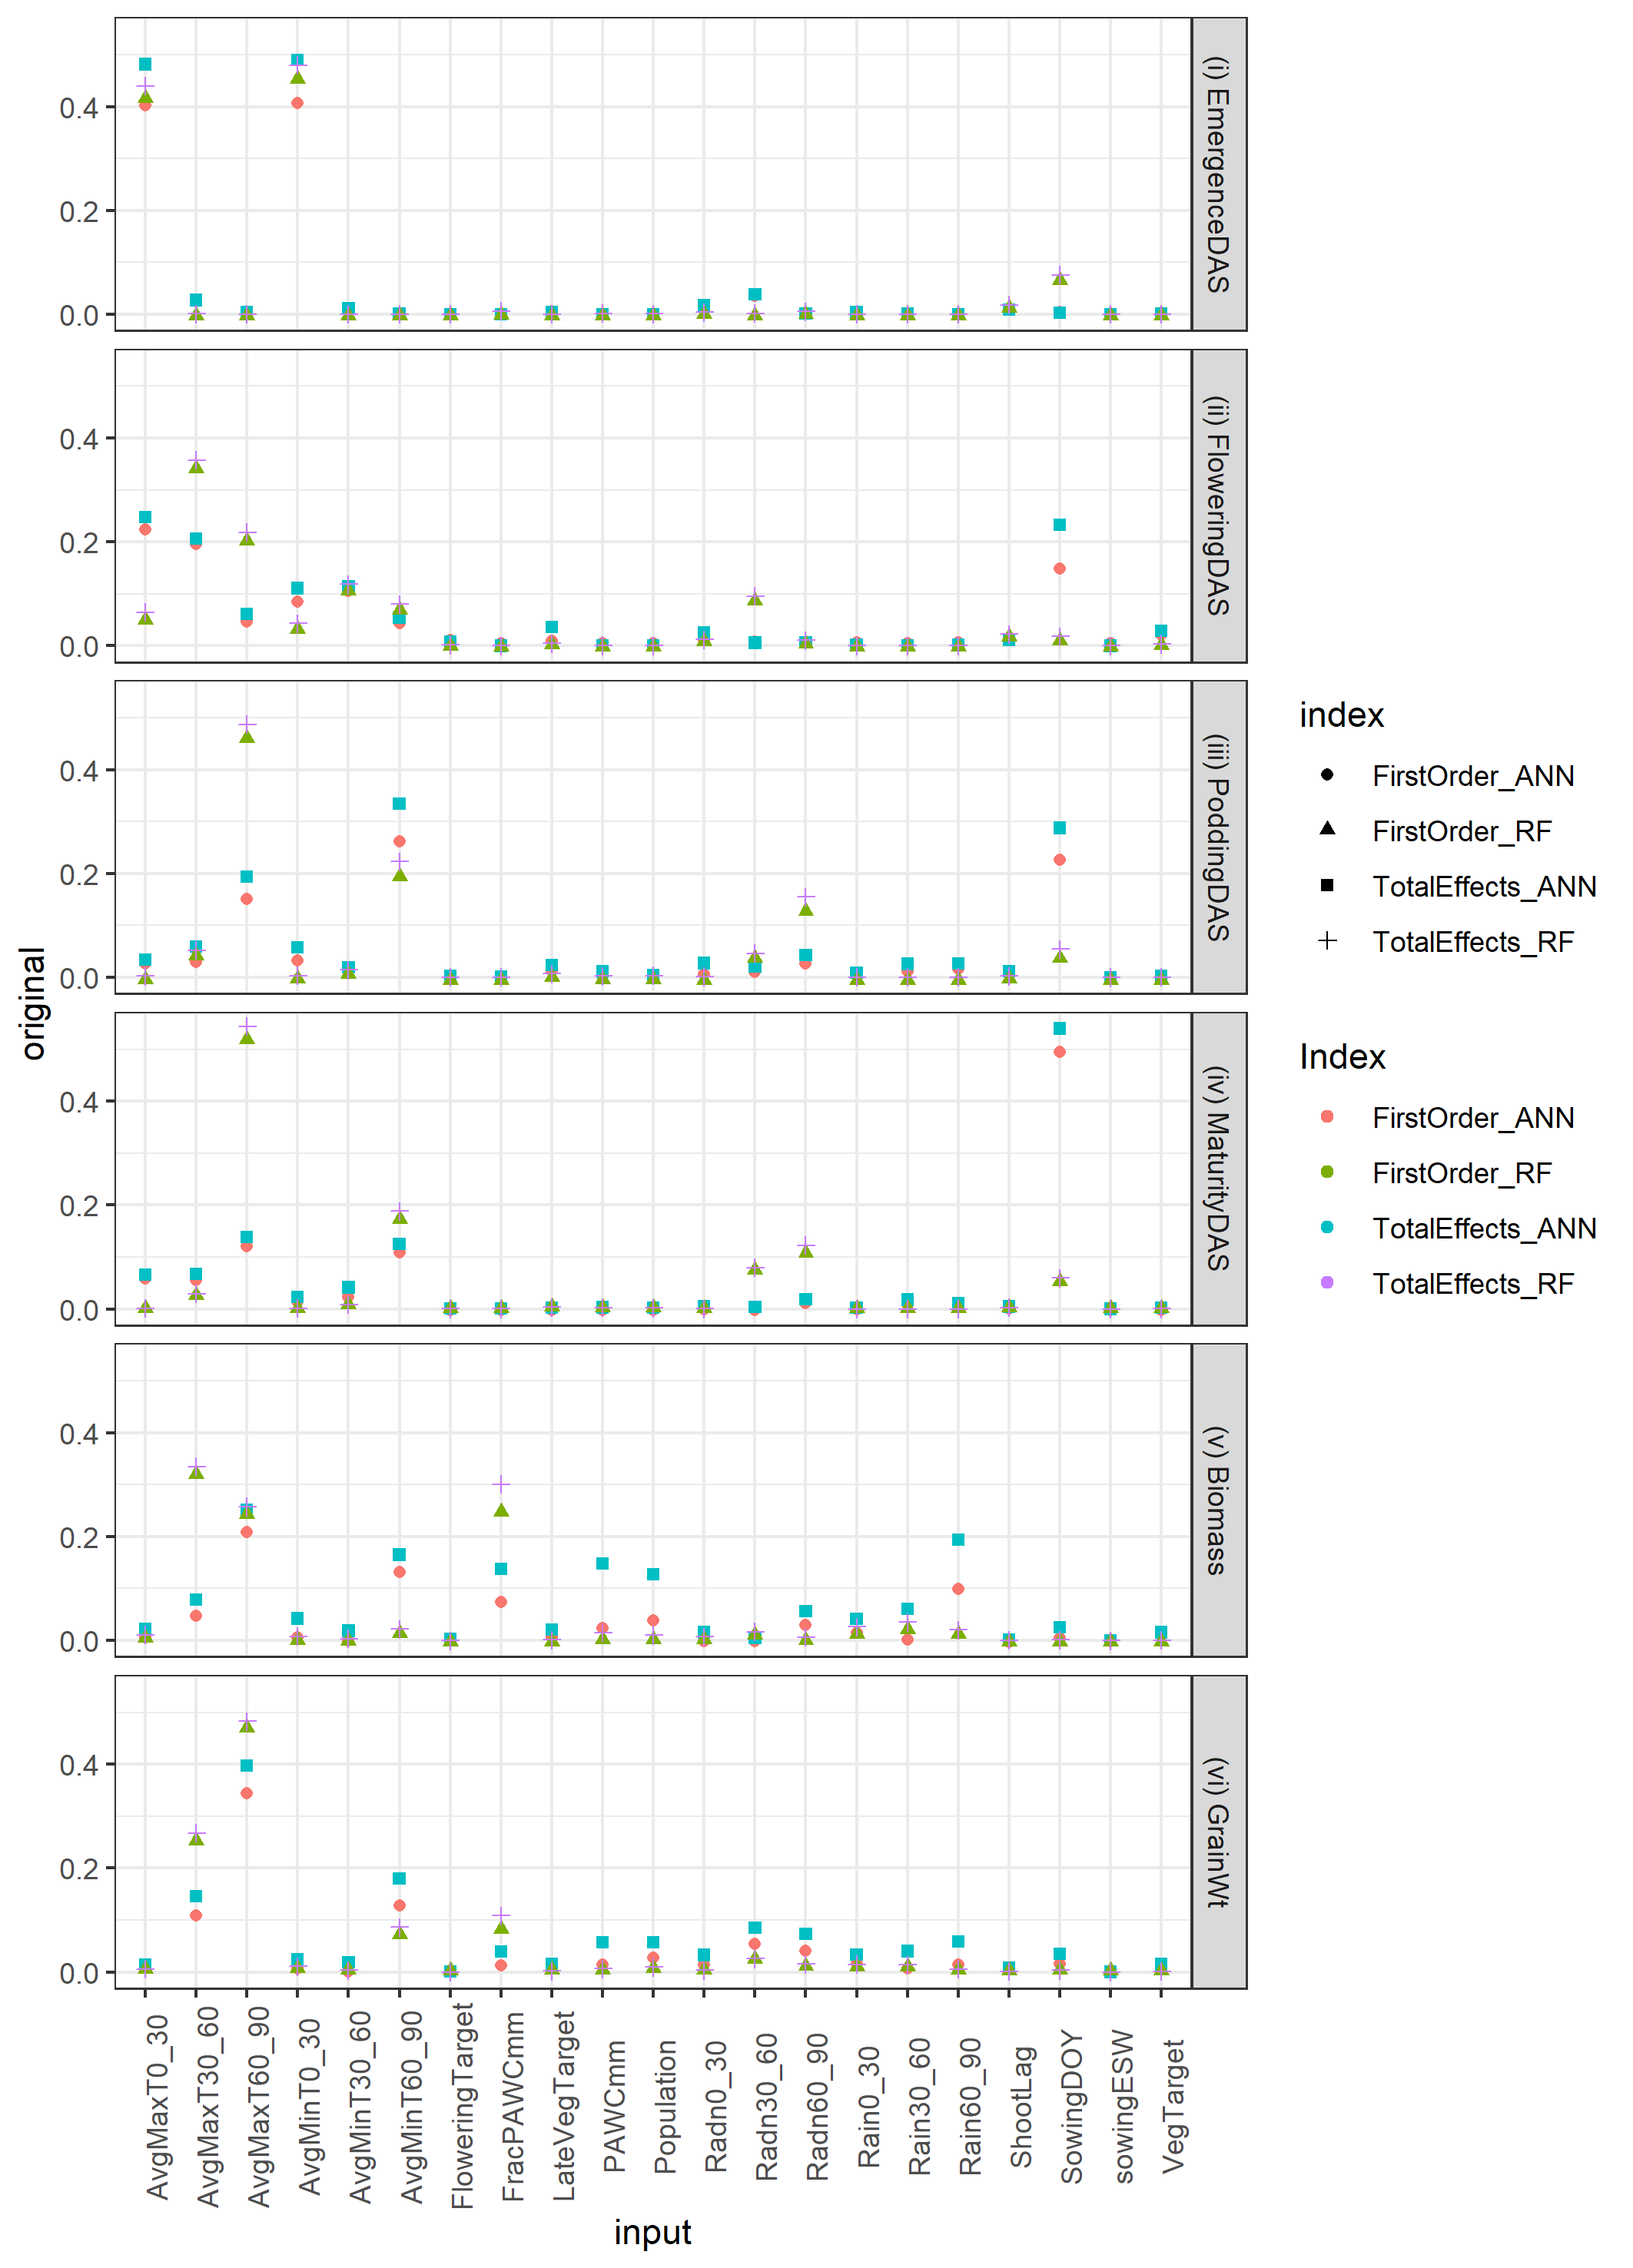 original
0.4
0.2
0.0
(i) EmergenceDAS
0.4
0.2
0.0
(ii) FloweringDAS
0.4
0.2
0.0
(iii) PoddingDAS
0.4
0.2
0.0
(iv) MaturityDAS
0.4
0.2
0.0
(v) Biomass
0.4
0.2
0.0
(vi) GrainWt
AvgMaxT0_30
AvgMaxT30_60
AvgMaxT60_90
AvgMinT0_30
AvgMinT30_60
AvgMinT60_90
FloweringTarget
FracPAWCmm
LateVegTarget
PAWCmm
Population
Radn0_30
Radn30_60
Radn60_90
Rain0_30
Rain30_60
Rain60_90
ShootLag
SowingDOY
sowingESW
VegTarget
input
index
FirstOrder_ANN
FirstOrder_RF
TotalEffects_ANN
TotalEffects_RF
Index
FirstOrder_ANN
FirstOrder_RF
TotalEffects_ANN
TotalEffects_RF